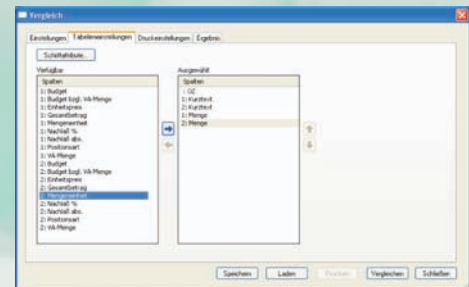 Vergleich
Einstellungen Tabelleneinstellungen Druckeinstellungen Ergebnis
Schriftattribute...
Verfügbar
Spalten
1: Budget
1: Budget bzgl. VA-Menge
1: Einheitspreis
1: Gesamtbetrag
1: Mengeneinheit
1: Nachlaß %
1: Nachlaß abs.
1: Positionsart
1: VA-Menge
2: Budget
2: Budget bzgl. VA-Menge
2: Einheitspreis
2: Gesamtbetrag
2: Mengeneinheit
2: Nachlaß %
2: Nachlaß abs.
2: Positionsart
2: VA-Menge
Ausgewählt
Spalten
: OZ
1: Kurztext
2: Kurztext
1: Menge
2: Menge
Speichern Laden Drucken Vergleichen Schließen